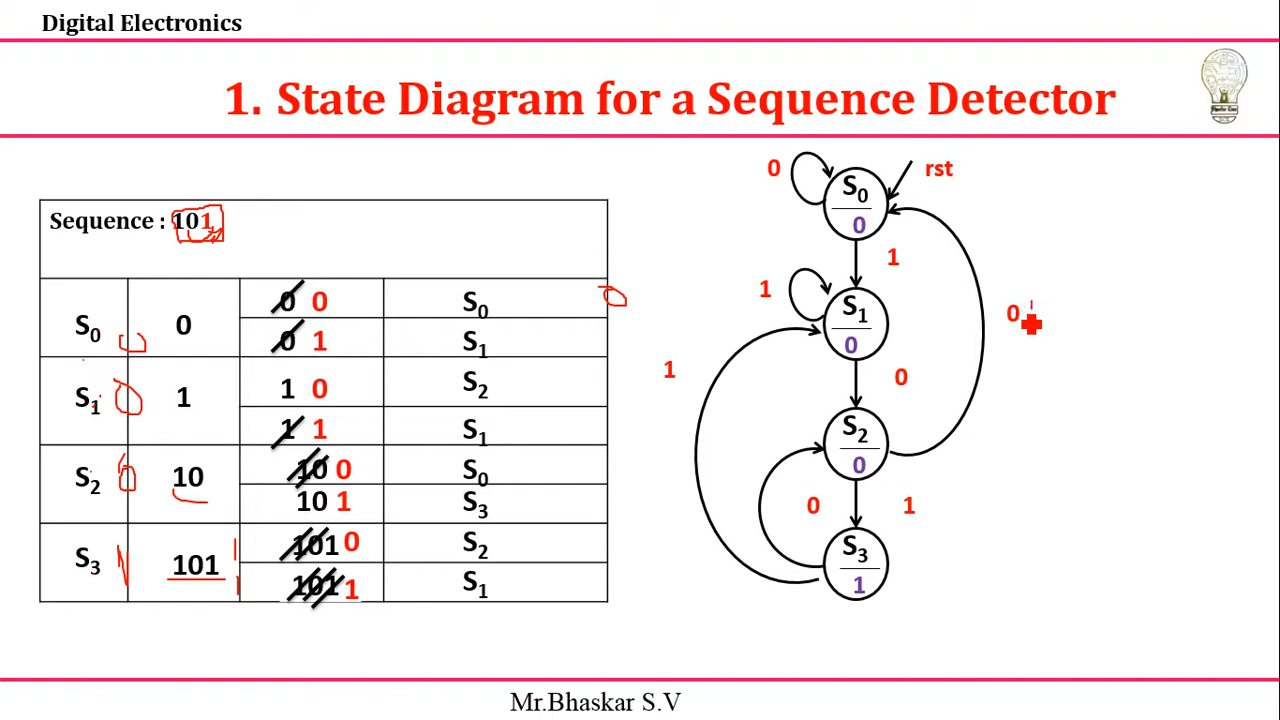 Digital Electronics
1. State Diagram for a Sequence Detector
Sequence : 101
S0 0 0 0 S0
0 1 S1
S1 1 1 0 S2
1 1 S1
S2 10 10 0 S0
10 1 S3
S3 101 101 0 S2
101 1 S1
0
rst
S0
0
1
1
S1
0
0
1
0
S2
0
0
1
S3
1
Mr.Bhaskar S.V